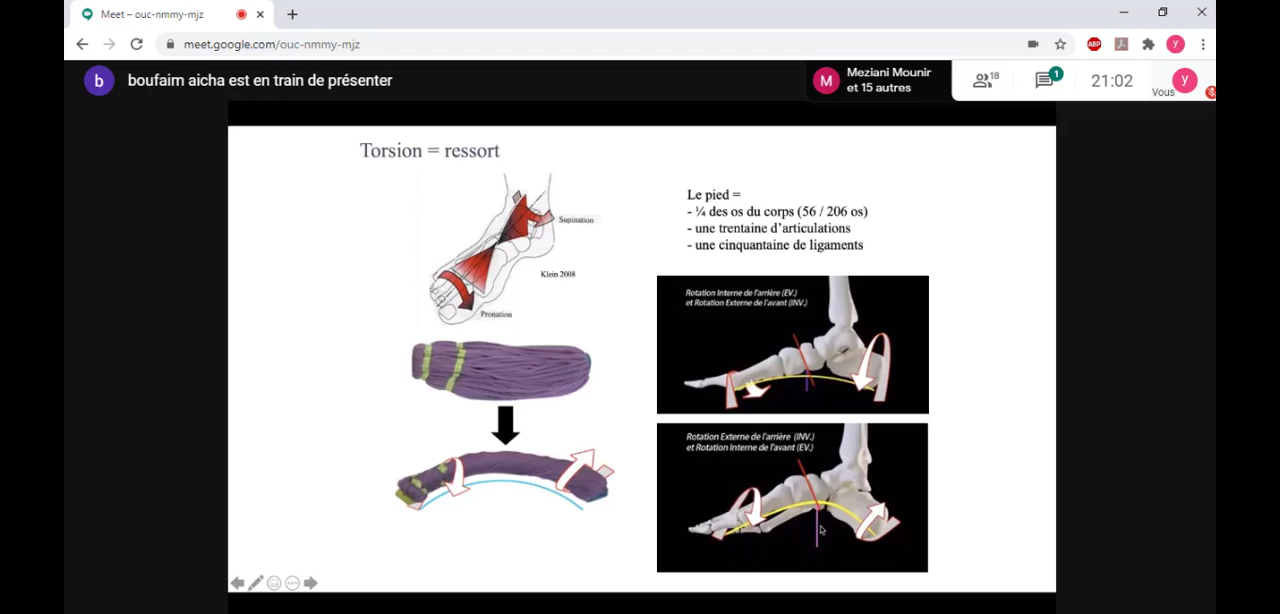 Meet – ouc-nmmy-mjz
meet.google.com/ouc-nmmy-mjz
ABP
y
b
boufaim aicha est en train de présenter
M
Meziani Mounir
et 15 autres
18
1
21:02
Vous
y
Torsion = ressort
Supination
Klein 2008
Pronation
Le pied =
- ¼ des os du corps (56 / 206 os)
- une trentaine d’articulations
- une cinquantaine de ligaments
Rotation Interne de l'arrière (EV.)
et Rotation Externe de l'avant (INV.)
Rotation Externe de l'arrière (INV.)
et Rotation Interne de l'avant (EV.)